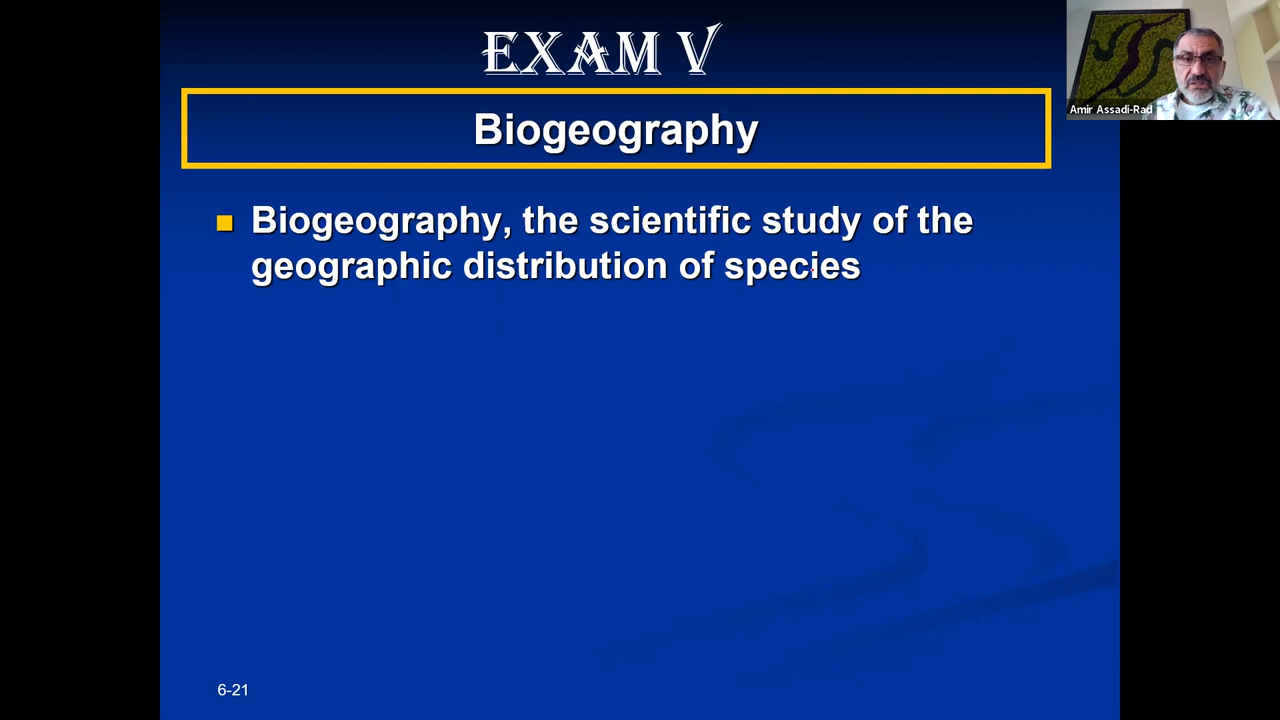 EXAM V
Biogeography
Biogeography, the scientific study of the
geographic distribution of species
6-21
Amir Assadi-Rad